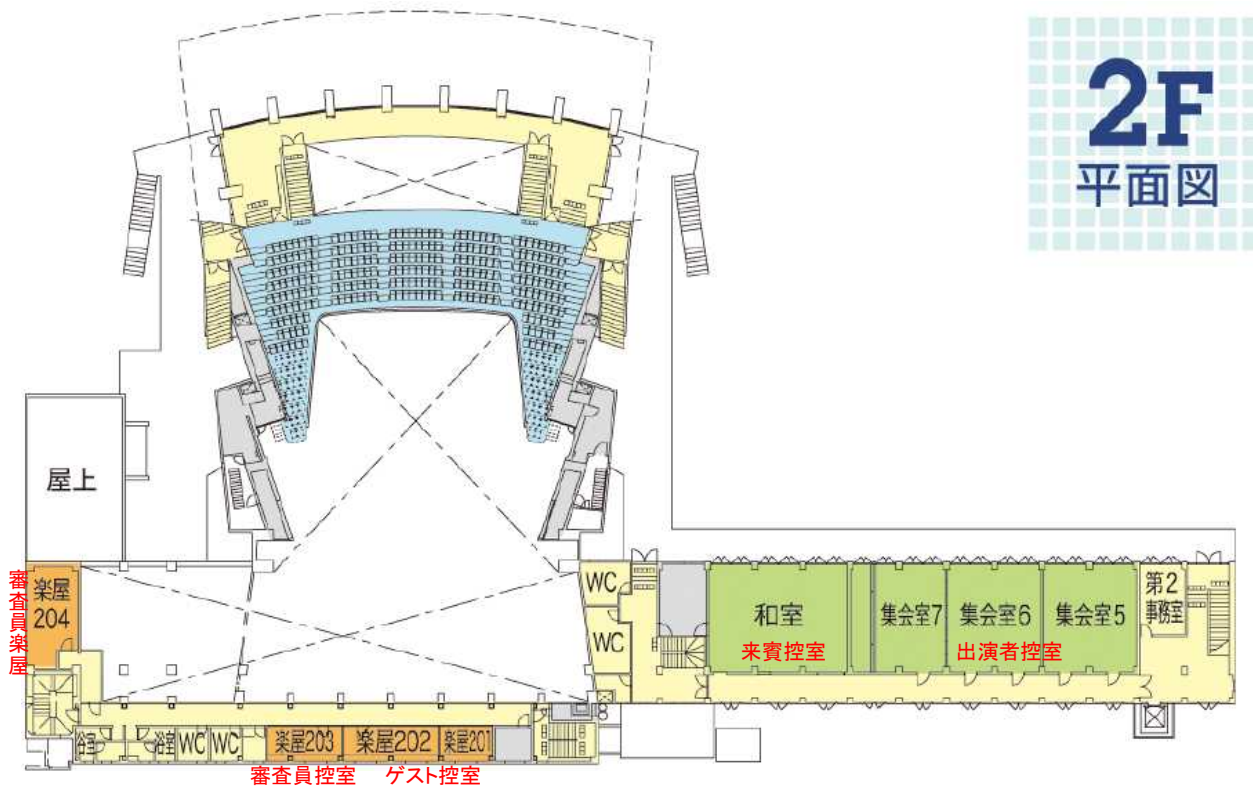 2F
平面図
屋上
審査員楽屋
楽屋
204
WC
WC
和室
来賓控室
集会室7
集会室6
集会室5
出演者控室
第2
事務室
浴室
浴室
WC
WC
楽屋203
楽屋202
楽屋201
審査員控室
ゲスト控室